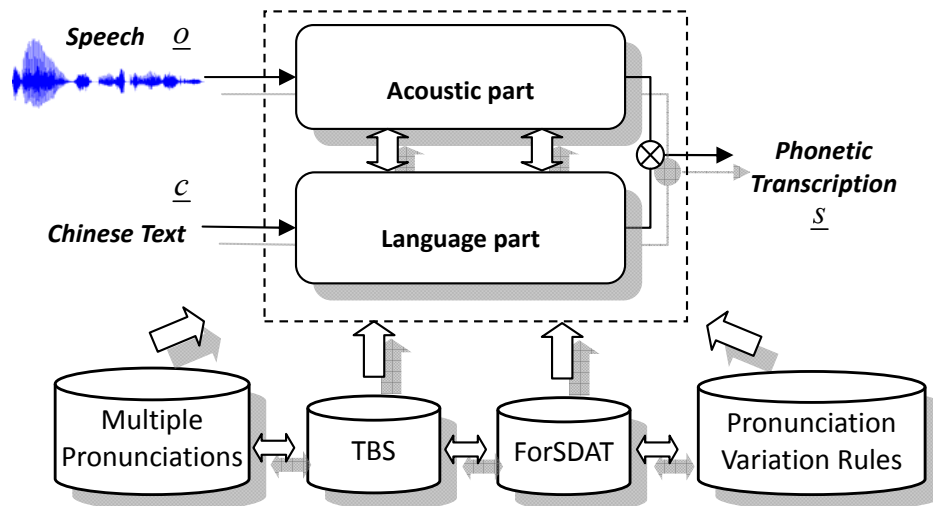 Speech o
Acoustic part
Phonetic
Transcription
s
c
Chinese Text
Language part
Multiple
Pronunciations
TBS
ForSDAT
Pronunciation
Variation Rules